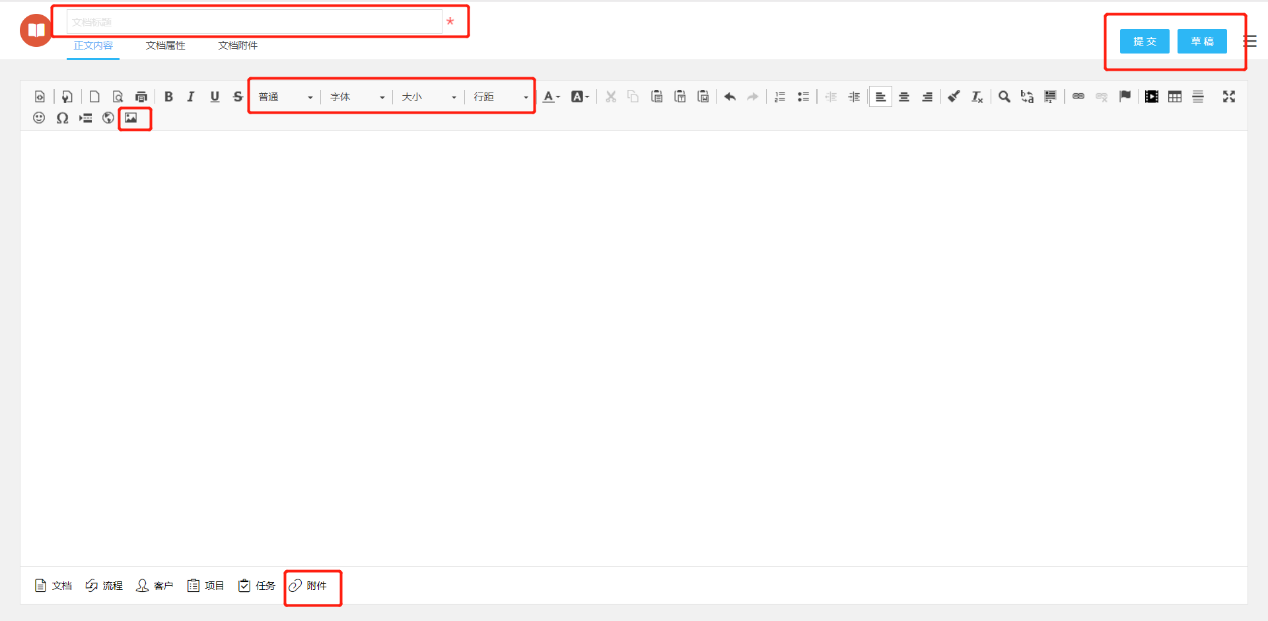 文档标题 *
正文内容 文档属性 文档附件
提交 草稿
B I U S 普通 字体 大小 行距 A A
文档 流程 客户 项目 任务 附件